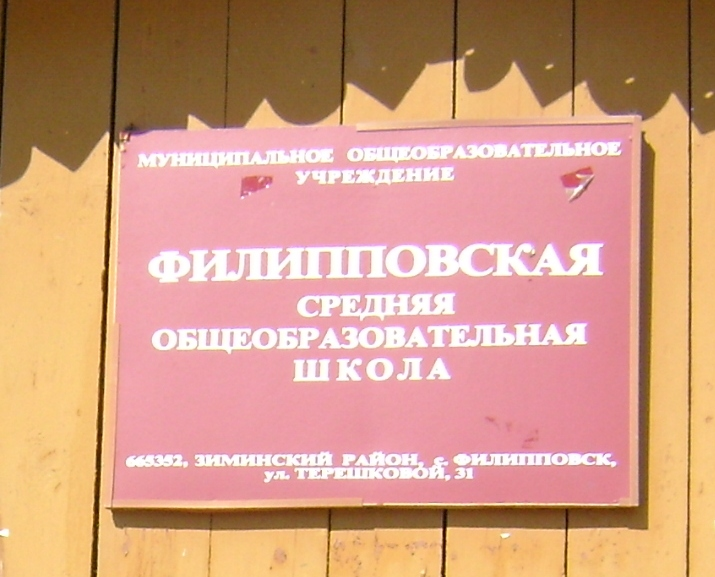 МУНИЦИПАЛЬНОЕ ОБЩЕОБРАЗОВАТЕЛЬНОЕ
УЧРЕЖДЕНИЕ
ФИЛИППОВСКАЯ
СРЕДНЯЯ
ОБЩЕОБРАЗОВАТЕЛЬНАЯ
ШКОЛА
665352, ЗИМИНСКИЙ РАЙОН, с. ФИЛИППОВСК,
ул. ТЕРЕШКОВОЙ, 31